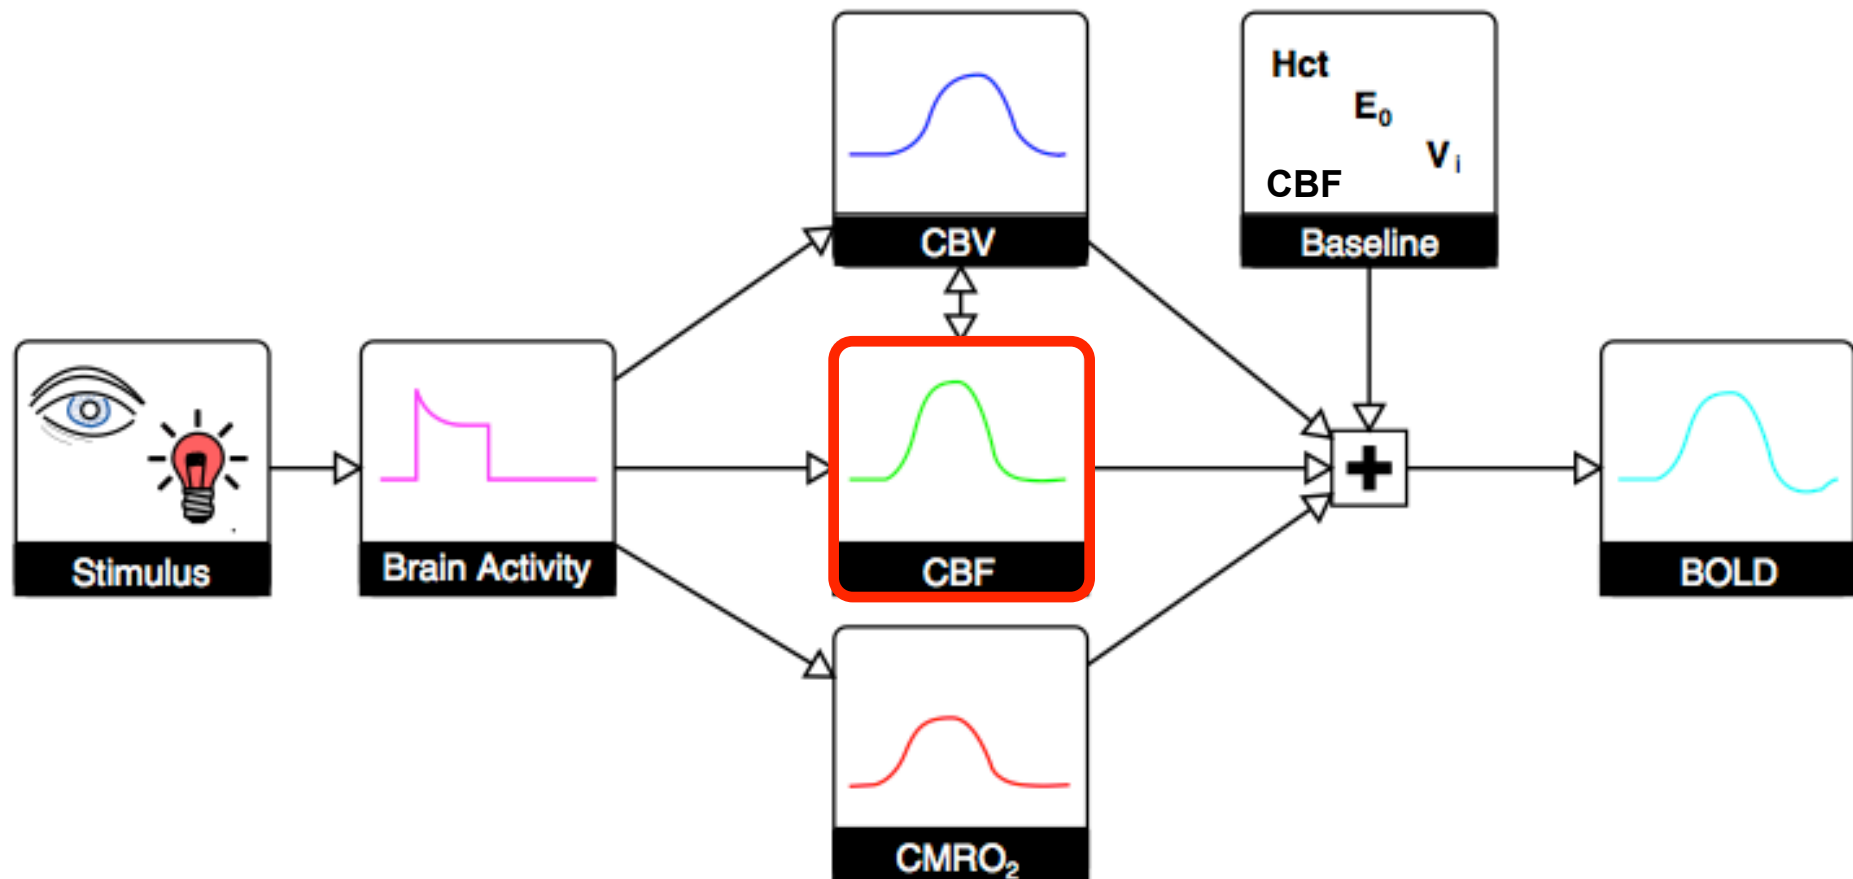 Hct
E₀
Vᵢ
CBF
CBV
Baseline
Stimulus
Brain Activity
CBF
BOLD
CMRO₂